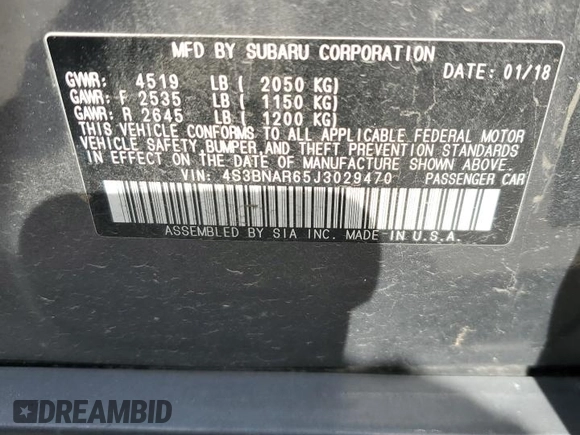 MFD BY SUBARU CORPORATION
GVWR: 4519 LB ( 2050 KG) DATE: 01/18
GAWR: F 2535 LB ( 1150 KG)
GAWR: R 2645 LB ( 1200 KG)
THIS VEHICLE CONFORMS TO ALL APPLICABLE FEDERAL MOTOR
VEHICLE SAFETY, BUMPER, AND THEFT PREVENTION STANDARDS
IN EFFECT ON THE DATE OF MANUFACTURE SHOWN ABOVE.
VIN: 4S3BNAR65J3029470 PASSENGER CAR
ASSEMBLED BY SIA INC. MADE IN U.S.A.
DREAMBID